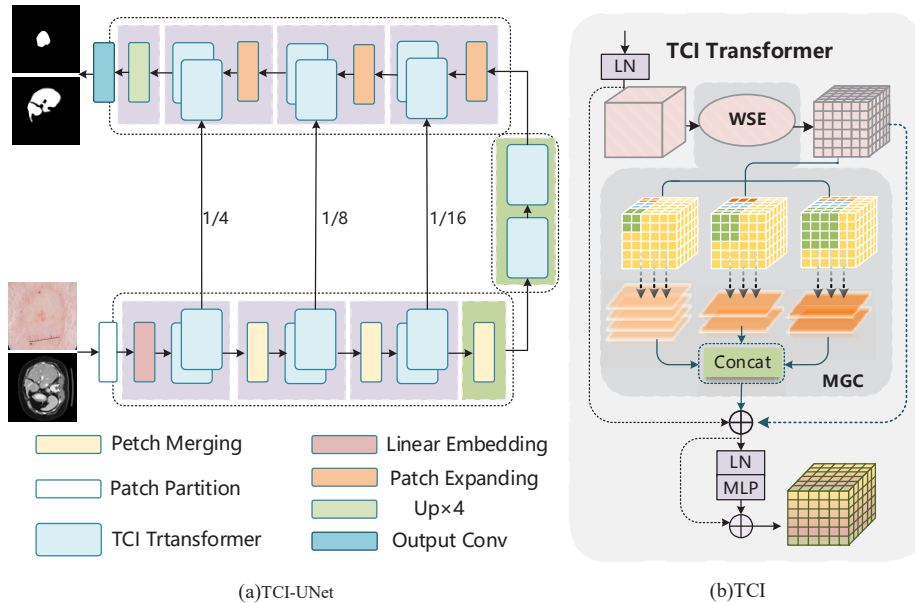 1/4
1/8
1/16
Petch Merging
Patch Partition
TCI Trtansformer
Linear Embedding
Patch Expanding
Up×4
Output Conv
(a)TCI-UNet
TCI Transformer
LN
WSE
Concat
MGC
LN
MLP
(b)TCI